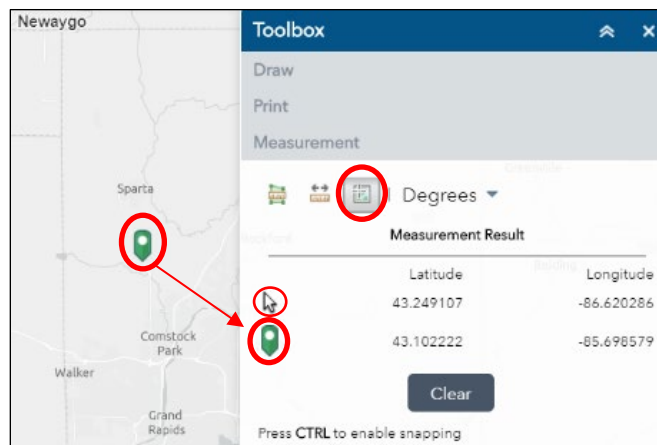 Newaygo
Sparta
Comstock
Park
Walker
Grand
Rapids
Toolbox
Draw
Print
Measurement
Degrees
Measurement Result
Latitude Longitude
43.249107 -86.620286
43.102222 -85.698579
Clear
Press CTRL to enable snapping